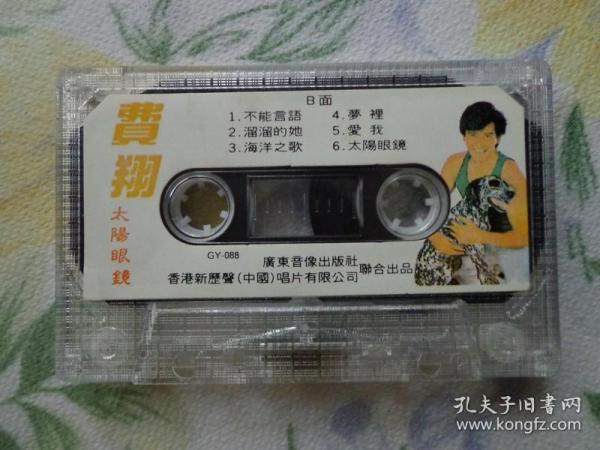 費翔
太陽眼鏡
B面
1.不能言語
2.溜溜的她
3.海洋之歌
4.夢裡
5.愛我
6.太陽眼鏡
GY-088
廣東音像出版社
香港新歷聲(中國)唱片有限公司
聯合出品
孔夫子旧书网
www.kongfz.com